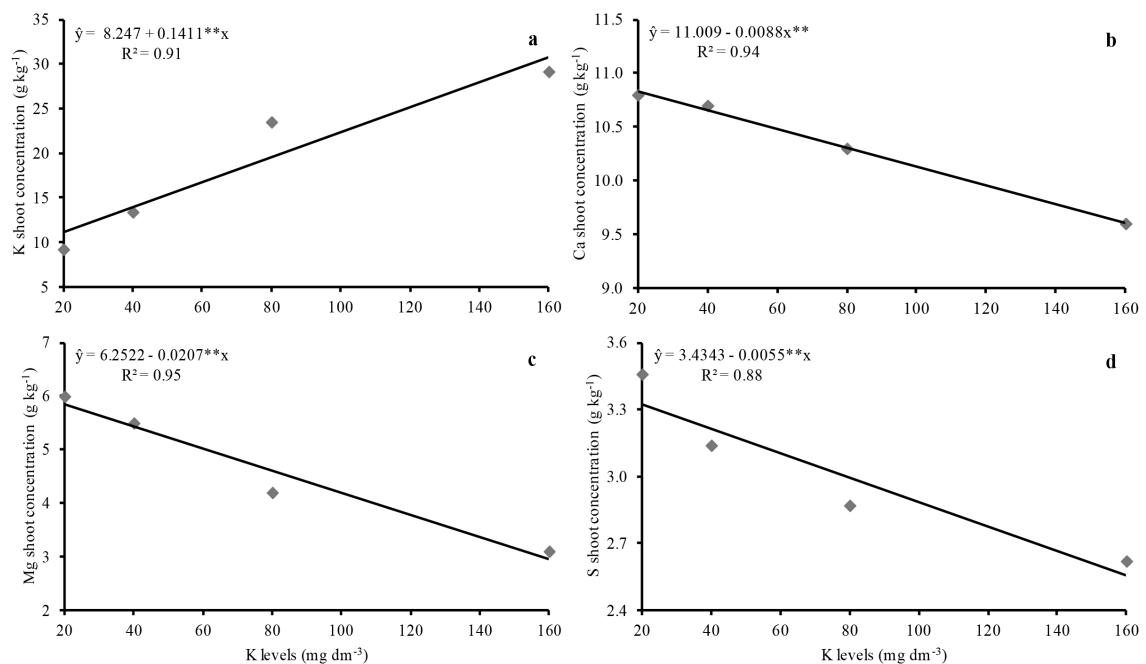 ŷ = 8.247 + 0.1411**x
R² = 0.91
a
K shoot concentration (g kg⁻¹)
35
30
25
20
15
10
5
20 40 60 80 100 120 140 160
ŷ = 11.009 - 0.0088x**
R² = 0.94
b
Ca shoot concentration (g kg⁻¹)
11.5
11.0
10.5
10.0
9.5
9.0
20 40 60 80 100 120 140 160
ŷ = 6.2522 - 0.0207**x
R² = 0.95
c
Mg shoot concentration (g kg⁻¹)
7
6
5
4
3
2
20 40 60 80 100 120 140 160
K levels (mg dm⁻³)
ŷ = 3.4343 - 0.0055**x
R² = 0.88
d
S shoot concentration (g kg⁻¹)
3.6
3.3
3.0
2.7
2.4
20 40 60 80 100 120 140 160
K levels (mg dm⁻³)